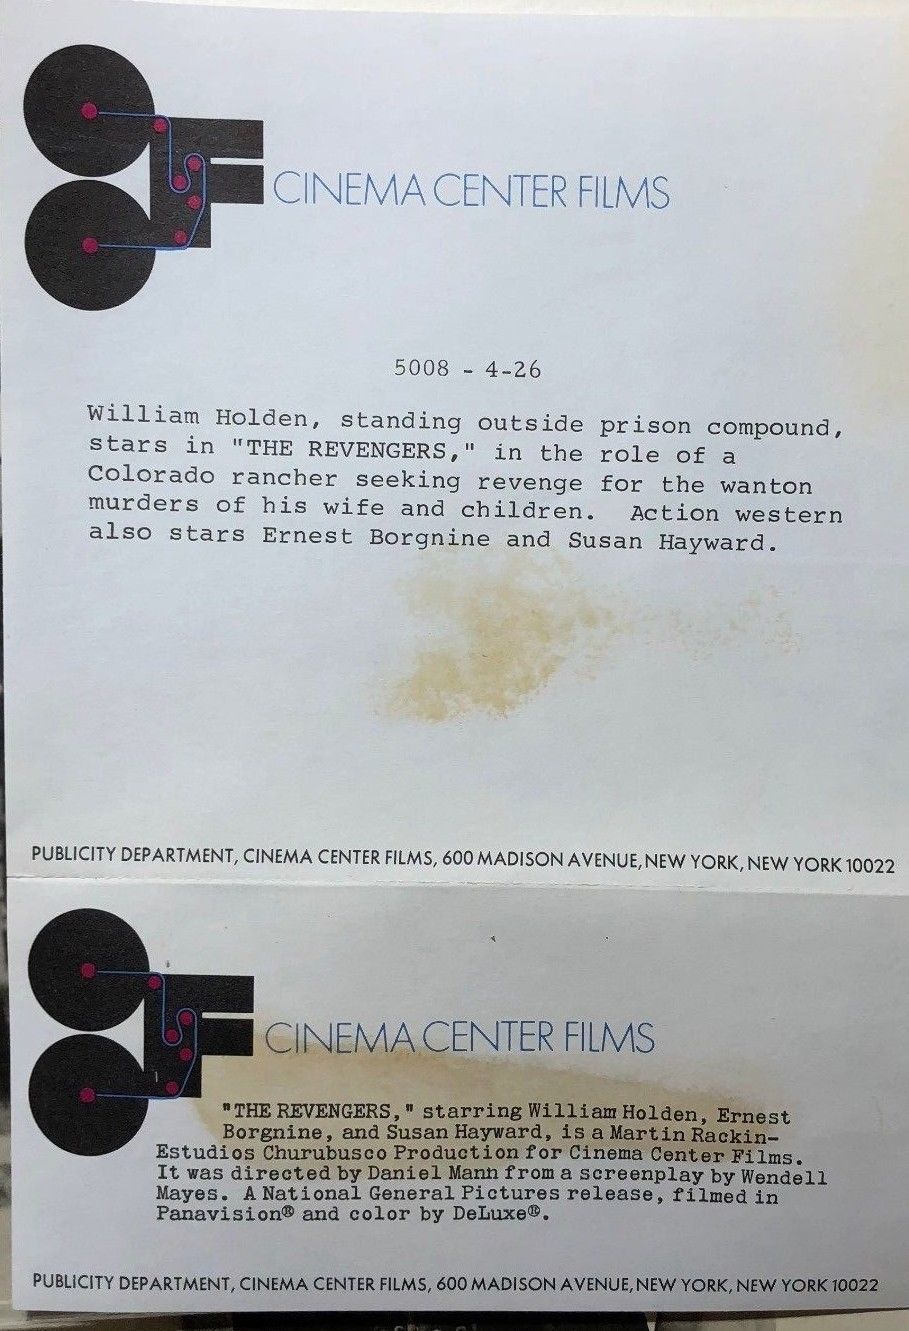 CINEMA CENTER FILMS
5008 - 4-26
William Holden, standing outside prison compound,
stars in "THE REVENGERS," in the role of a
Colorado rancher seeking revenge for the wanton
murders of his wife and children.  Action western
also stars Ernest Borgnine and Susan Hayward.
PUBLICITY DEPARTMENT, CINEMA CENTER FILMS, 600 MADISON AVENUE, NEW YORK, NEW YORK 10022
CINEMA CENTER FILMS
"THE REVENGERS," starring William Holden, Ernest
Borgnine, and Susan Hayward, is a Martin Rackin-
Estudios Churubusco Production for Cinema Center Films.
It was directed by Daniel Mann from a screenplay by Wendell
Mayes.  A National General Pictures release, filmed in
Panavision® and color by DeLuxe®.
PUBLICITY DEPARTMENT, CINEMA CENTER FILMS, 600 MADISON AVENUE, NEW YORK, NEW YORK 10022